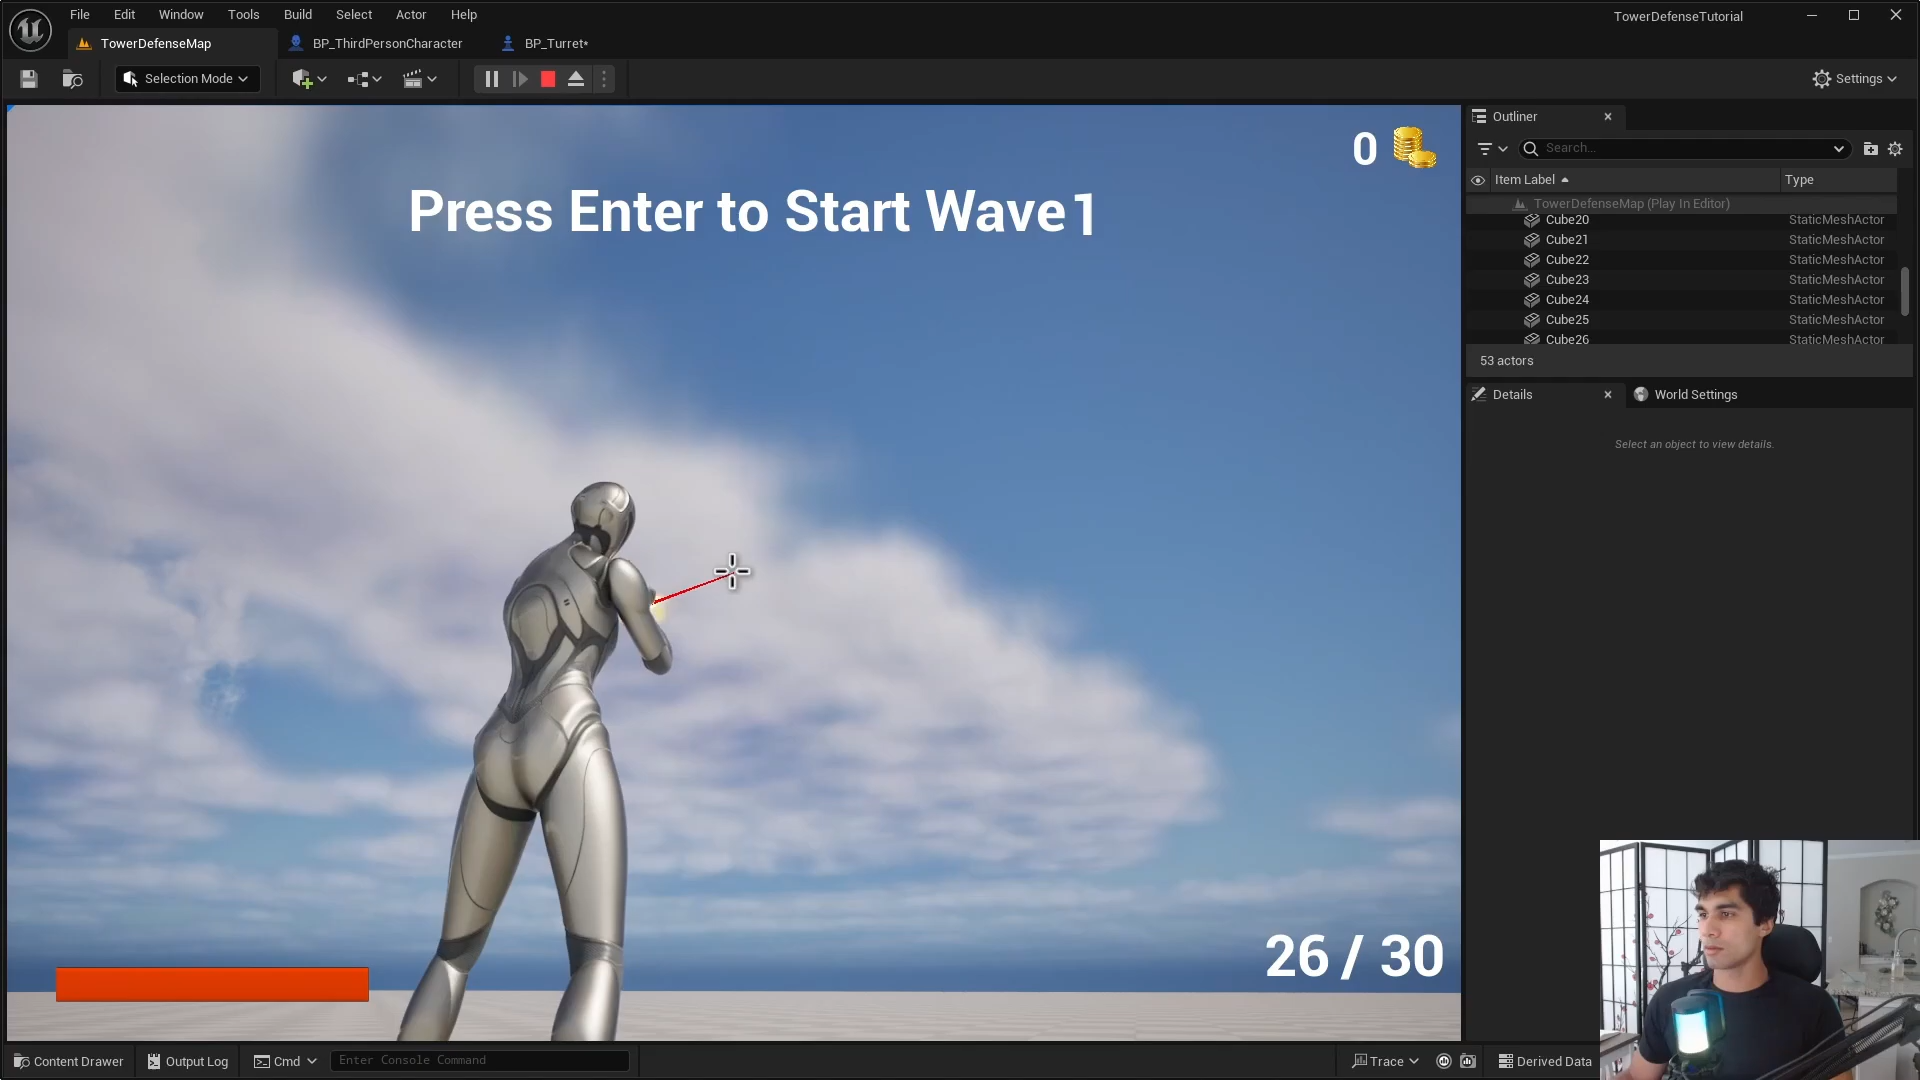 File Edit Window Tools Build Select Actor Help
TowerDefenseTutorial
TowerDefenseMap
BP_ThirdPersonCharacter
BP_Turret*
Selection Mode
Settings
0
Press Enter to Start Wave 1
26 / 30
Outliner
Search...
Item Label Type
TowerDefenseMap (Play In Editor)
Cube20 StaticMeshActor
Cube21 StaticMeshActor
Cube22 StaticMeshActor
Cube23 StaticMeshActor
Cube24 StaticMeshActor
Cube25 StaticMeshActor
Cube26 StaticMeshActor
53 actors
Details
World Settings
Select an object to view details.
Content Drawer
Output Log
Cmd
Enter Console Command
Trace
Derived Data